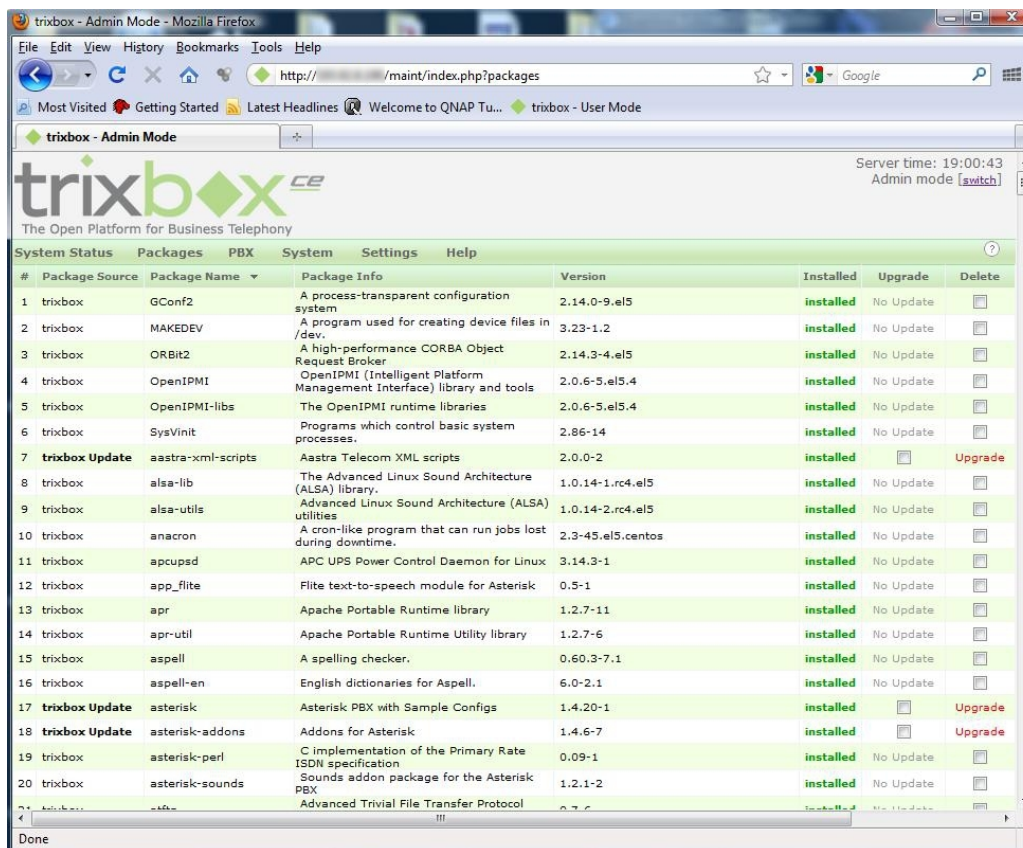 trixbox - Admin Mode - Mozilla Firefox
File Edit View History Bookmarks Tools Help
http:// /maint/index.php?packages
Google
Most Visited Getting Started Latest Headlines Welcome to QNAP Tu... trixbox - User Mode
trixbox - Admin Mode
Server time: 19:00:43
Admin mode [switch]
trixbox ce
The Open Platform for Business Telephony
System Status Packages PBX System Settings Help ?
# Package Source Package Name Package Info Version Installed Upgrade Delete
1 trixbox GConf2 A process-transparent configuration system 2.14.0-9.el5 installed No Update
2 trixbox MAKEDEV A program used for creating device files in /dev. 3.23-1.2 installed No Update
3 trixbox ORBit2 A high-performance CORBA Object Request Broker 2.14.3-4.el5 installed No Update
4 trixbox OpenIPMI OpenIPMI (Intelligent Platform Management Interface) library and tools 2.0.6-5.el5.4 installed No Update
5 trixbox OpenIPMI-libs The OpenIPMI runtime libraries 2.0.6-5.el5.4 installed No Update
6 trixbox SysVinit Programs which control basic system processes. 2.86-14 installed No Update
7 trixbox Update aastra-xml-scripts Aastra Telecom XML scripts 2.0.0-2 installed Upgrade
8 trixbox alsa-lib The Advanced Linux Sound Architecture (ALSA) library. 1.0.14-1.rc4.el5 installed No Update
9 trixbox alsa-utils Advanced Linux Sound Architecture (ALSA) utilities 1.0.14-2.rc4.el5 installed No Update
10 trixbox anacron A cron-like program that can run jobs lost during downtime. 2.3-45.el5.centos installed No Update
11 trixbox apcupsd APC UPS Power Control Daemon for Linux 3.14.3-1 installed No Update
12 trixbox app_flite Flite text-to-speech module for Asterisk 0.5-1 installed No Update
13 trixbox apr Apache Portable Runtime library 1.2.7-11 installed No Update
14 trixbox apr-util Apache Portable Runtime Utility library 1.2.7-6 installed No Update
15 trixbox aspell A spelling checker. 0.60.3-7.1 installed No Update
16 trixbox aspell-en English dictionaries for Aspell. 6.0-2.1 installed No Update
17 trixbox Update asterisk Asterisk PBX with Sample Configs 1.4.20-1 installed Upgrade
18 trixbox Update asterisk-addons Addons for Asterisk 1.4.6-7 installed Upgrade
19 trixbox asterisk-perl C implementation of the Primary Rate ISDN specification 0.09-1 installed No Update
20 trixbox asterisk-sounds Sounds addon package for the Asterisk PBX 1.2.1-2 installed No Update
Advanced Trivial File Transfer Protocol
Done